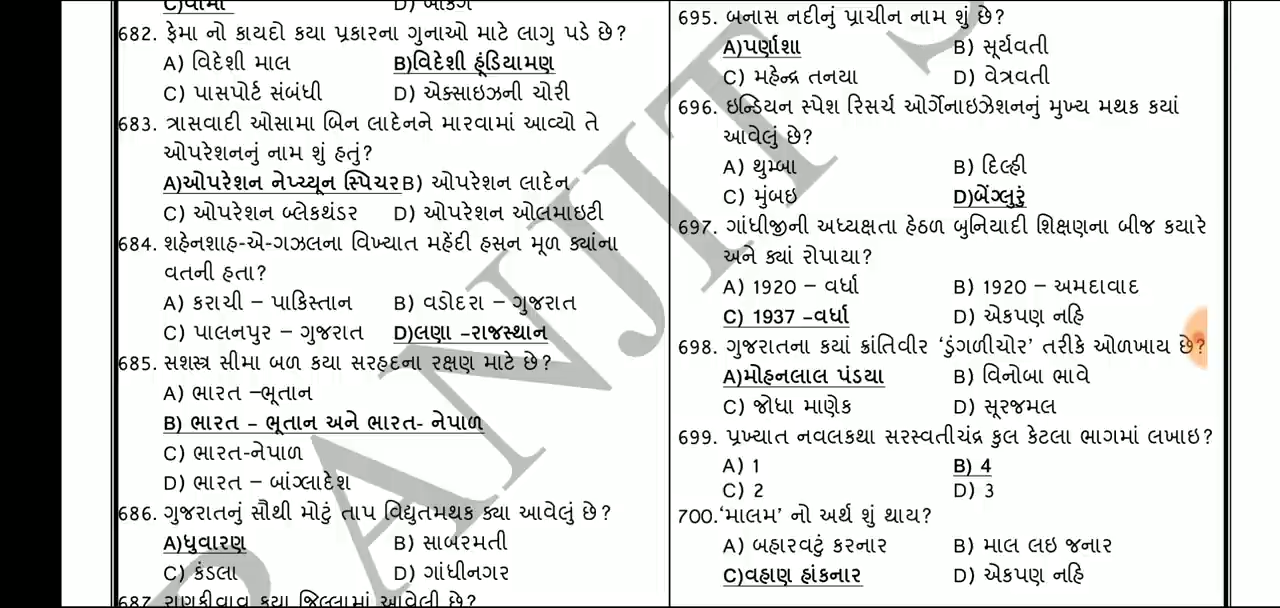 C)વામા D) બેકિંગ
682. ફેમા નો કાયદો કયા પ્રકારના ગુનાઓ માટે લાગુ પડે છે?
A) વિદેશી માલ B)વિદેશી હૂંડિયામણ
C) પાસપોર્ટ સંબંધી D) એક્સાઇઝની ચોરી
683. ત્રાસવાદી ઓસામા બિન લાદેનને મારવામાં આવ્યો તે
ઓપરેશનનું નામ શું હતું?
A)ઓપરેશન નેપ્ચ્યૂન સ્પિયર B) ઓપરેશન લાદેન
C) ઓપરેશન બ્લેકથંડર D) ઓપરેશન ઓલમાઇટી
684. શહેનશાહ-એ-ગઝલના વિખ્યાત મહેંદી હસન મૂળ ક્યાંના
વતની હતા?
A) કરાચી – પાકિસ્તાન B) વડોદરા – ગુજરાત
C) પાલનપુર – ગુજરાત D)લણા –રાજસ્થાન
685. સશસ્ત્ર સીમા બળ કયા સરહદના રક્ષણ માટે છે?
A) ભારત –ભૂતાન
B) ભારત – ભૂતાન અને ભારત- નેપાળ
C) ભારત-નેપાળ
D) ભારત – બાંગ્લાદેશ
686. ગુજરાતનું સૌથી મોટું તાપ વિદ્યુતમથક ક્યા આવેલું છે?
A)ધુવારણ B) સાબરમતી
C) કંડલા D) ગાંધીનગર
687. રાણકીવાવ કયા જિલ્લામાં આવેલી છે?
695. બનાસ નદીનું પ્રાચીન નામ શું છે?
A)પર્ણાશા B) સૂર્યવતી
C) મહેન્દ્ર તનયા D) વેત્રવતી
696. ઇન્ડિયન સ્પેશ રિસર્ચ ઓર્ગેનાઇઝેશનનું મુખ્ય મથક કયાં
આવેલું છે?
A) થુમ્બા B) દિલ્હી
C) મુંબઇ D)બેંગ્લુરું
697. ગાંધીજીની અધ્યક્ષતા હેઠળ બુનિયાદી શિક્ષણના બીજ કયારે
અને ક્યાં રોપાયા?
A) 1920 – વર્ધા B) 1920 – અમદાવાદ
C) 1937 –વર્ધા D) એકપણ નહિ
698. ગુજરાતના કયાં ક્રાંતિવીર ‘ડુંગળીચોર’ તરીકે ઓળખાય છે?
A)મોહનલાલ પંડયા B) વિનોબા ભાવે
C) જોધા માણેક D) સૂરજમલ
699. પ્રખ્યાત નવલકથા સરસ્વતીચંદ્ર કુલ કેટલા ભાગમાં લખાઇ?
A) 1 B) 4
C) 2 D) 3
700.‘માલમ’ નો અર્થ શું થાય?
A) બહારવટું કરનાર B) માલ લઇ જનાર
C)વહાણ હાંકનાર D) એકપણ નહિ
RANJIT